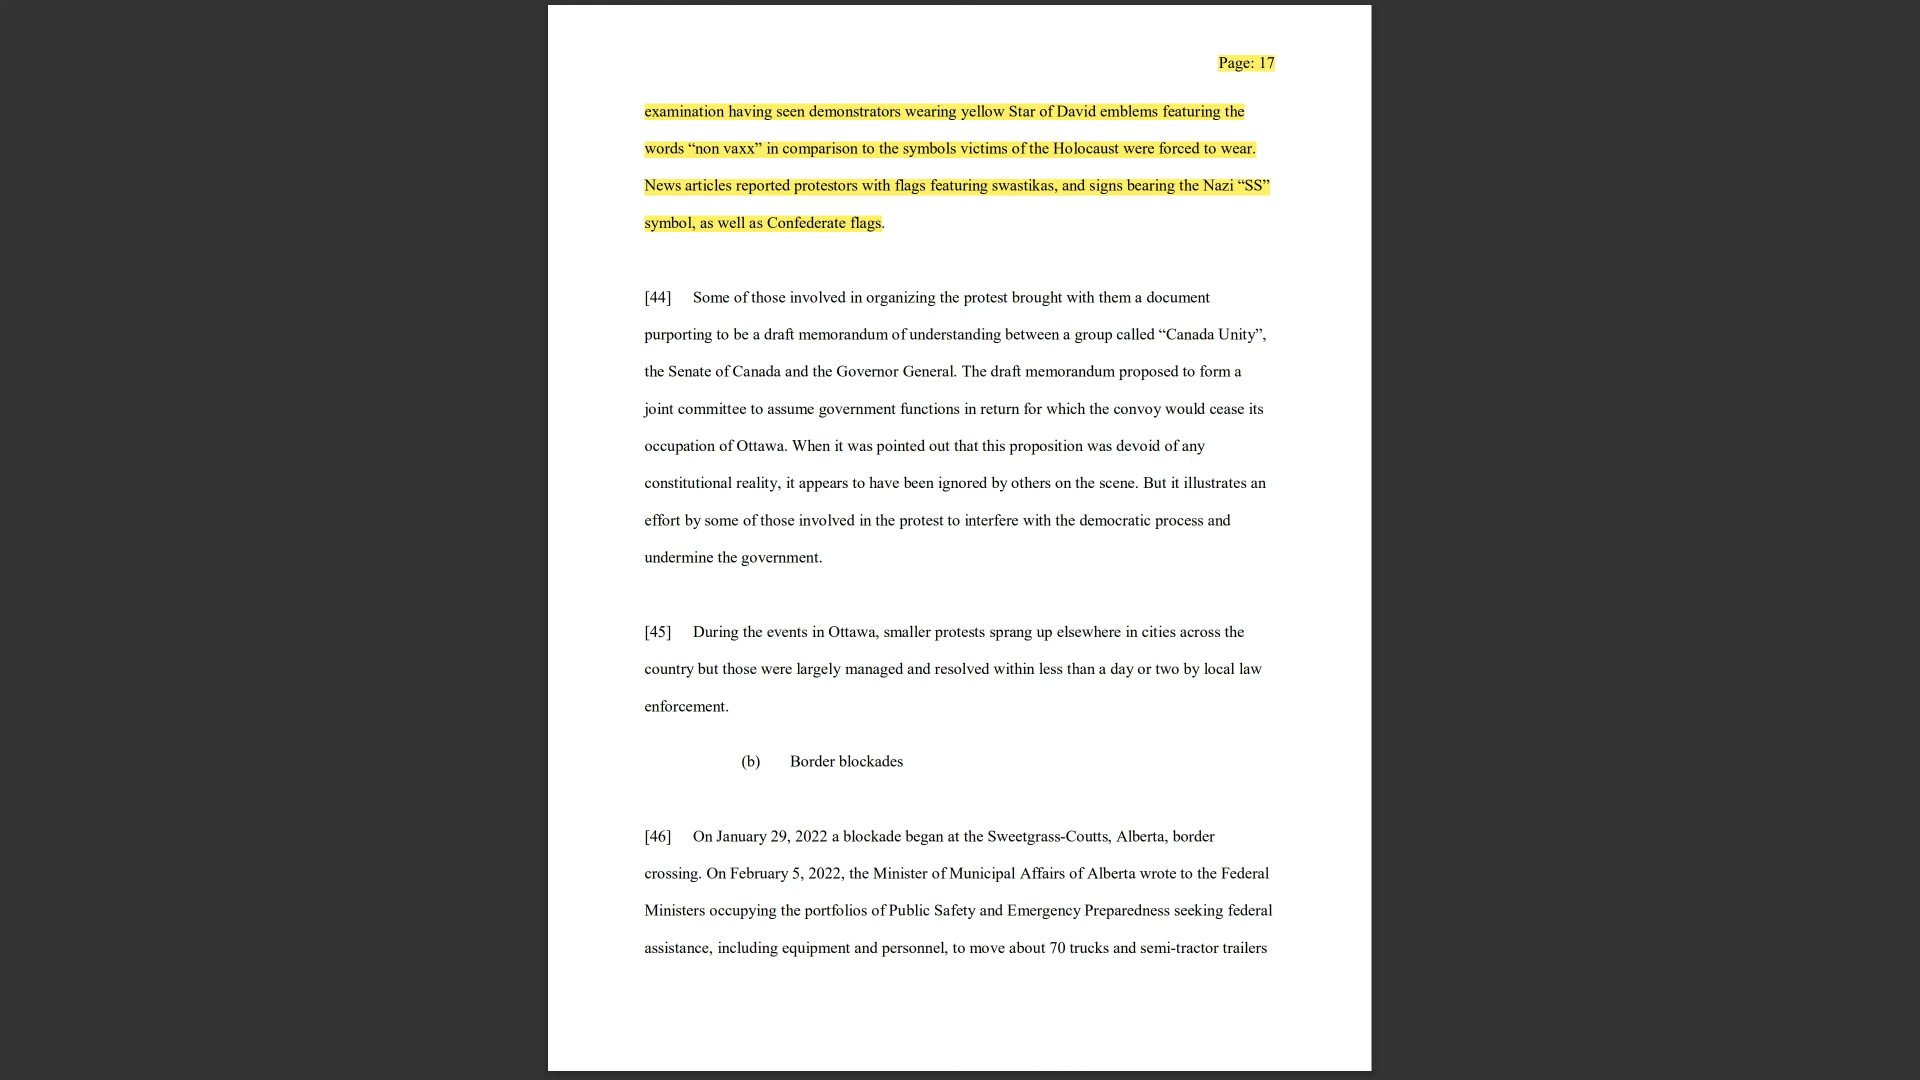 Page: 17
examination having seen demonstrators wearing yellow Star of David emblems featuring the
words “non vaxx” in comparison to the symbols victims of the Holocaust were forced to wear.
News articles reported protestors with flags featuring swastikas, and signs bearing the Nazi “SS”
symbol, as well as Confederate flags.
[44] Some of those involved in organizing the protest brought with them a document
purporting to be a draft memorandum of understanding between a group called “Canada Unity”,
the Senate of Canada and the Governor General. The draft memorandum proposed to form a
joint committee to assume government functions in return for which the convoy would cease its
occupation of Ottawa. When it was pointed out that this proposition was devoid of any
constitutional reality, it appears to have been ignored by others on the scene. But it illustrates an
effort by some of those involved in the protest to interfere with the democratic process and
undermine the government.
[45] During the events in Ottawa, smaller protests sprang up elsewhere in cities across the
country but those were largely managed and resolved within less than a day or two by local law
enforcement.
(b) Border blockades
[46] On January 29, 2022 a blockade began at the Sweetgrass-Coutts, Alberta, border
crossing. On February 5, 2022, the Minister of Municipal Affairs of Alberta wrote to the Federal
Ministers occupying the portfolios of Public Safety and Emergency Preparedness seeking federal
assistance, including equipment and personnel, to move about 70 trucks and semi-tractor trailers